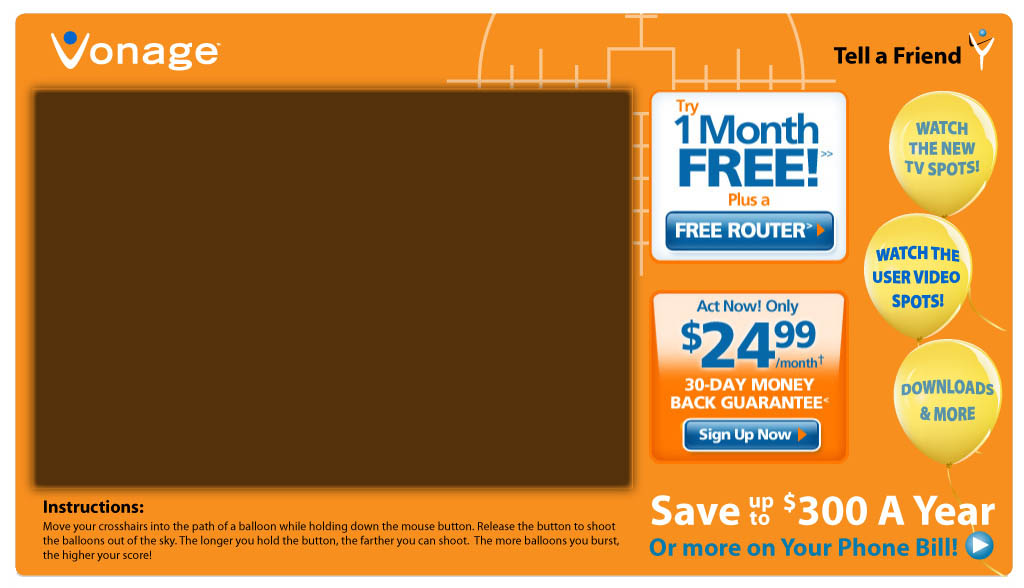 Vonage
Tell a Friend
Try
1 Month
FREE!>>
Plus a
FREE ROUTER>
WATCH
THE NEW
TV SPOTS!
WATCH THE
USER VIDEO
SPOTS!
Act Now! Only
$24.99
/month†
30-DAY MONEY
BACK GUARANTEE<
Sign Up Now
DOWNLOADS
& MORE
Instructions:
Move your crosshairs into the path of a balloon while holding down the mouse button. Release the button to shoot
the balloons out of the sky. The longer you hold the button, the farther you can shoot.  The more balloons you burst,
the higher your score!
Save up to $300 A Year
Or more on Your Phone Bill!